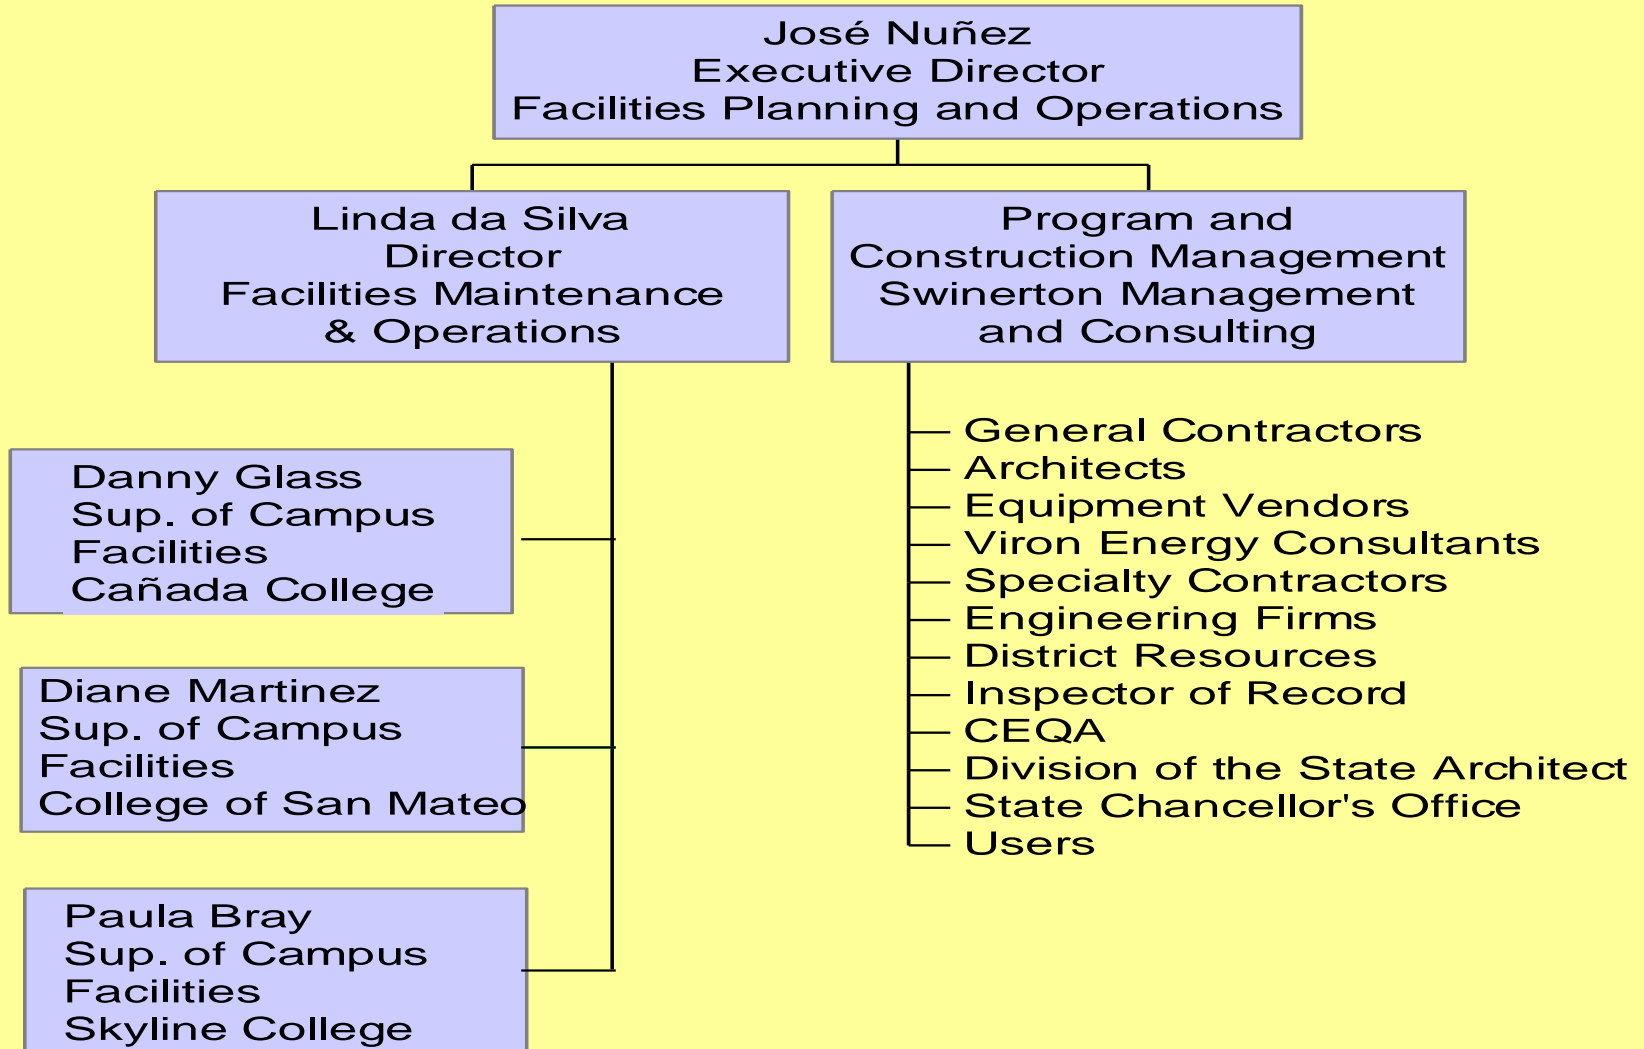 José Nuñez
Executive Director
Facilities Planning and Operations
Linda da Silva
Director
Facilities Maintenance
& Operations
Program and
Construction Management
Swinerton Management
and Consulting
Danny Glass
Sup. of Campus
Facilities
Cañada College
Diane Martinez
Sup. of Campus
Facilities
College of San Mateo
Paula Bray
Sup. of Campus
Facilities
Skyline College
General Contractors
Architects
Equipment Vendors
Viron Energy Consultants
Specialty Contractors
Engineering Firms
District Resources
Inspector of Record
CEQA
Division of the State Architect
State Chancellor's Office
Users